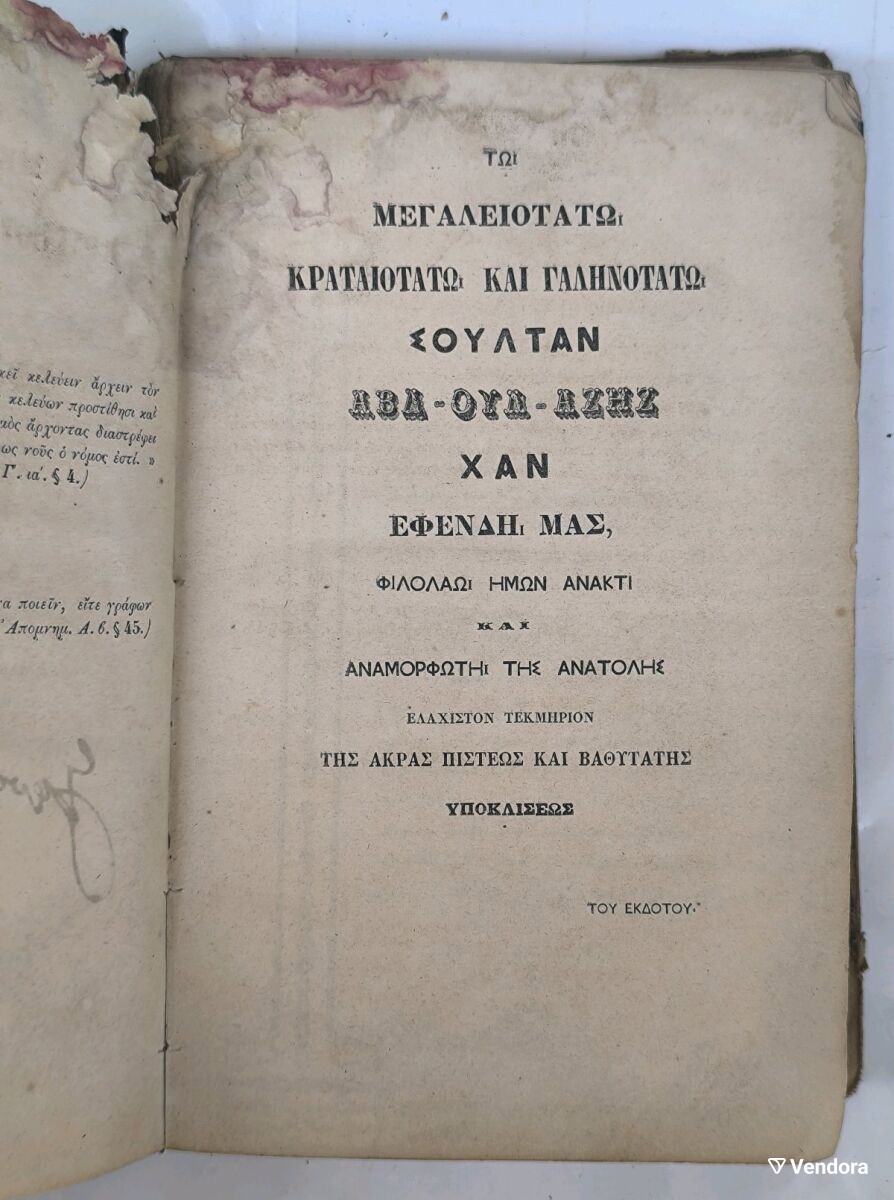 κεῖ κελεύειν ἄρχειν τὸν
κελεύων προστίθησι καὶ
κὸς ἄρχοντας διαστρέφει
ως νοῦς ὁ νόμος ἐστί. »
Γ. ια'. § 4.)
α ποιεῖν, εἴτε γράφων
Ἀπομνημ. Α. 6. § 45.)
ΤΩΙ
ΜΕΓΑΛΕΙΟΤΑΤΩΙ
ΚΡΑΤΑΙΟΤΑΤΩΙ ΚΑΙ ΓΑΛΗΝΟΤΑΤΩΙ
ΣΟΥΛΤΑΝ
ΑΒΔ-ΟΥΛ-ΑΖΗΖ
ΧΑΝ
ΕΦΕΝΔΗΙ ΜΑΣ,
ΦΙΛΟΛΑΩΙ ΗΜΩΝ ΑΝΑΚΤΙ
ΚΑΙ
ΑΝΑΜΟΡΦΩΤΗΙ ΤΗΣ ΑΝΑΤΟΛΗΣ
ΕΛΑΧΙΣΤΟΝ ΤΕΚΜΗΡΙΟΝ
ΤΗΣ ΑΚΡΑΣ ΠΙΣΤΕΩΣ ΚΑΙ ΒΑΘΥΤΑΤΗΣ
ΥΠΟΚΛΙΣΕΩΣ
ΤΟΥ ΕΚΔΟΤΟΥ.
Vendora